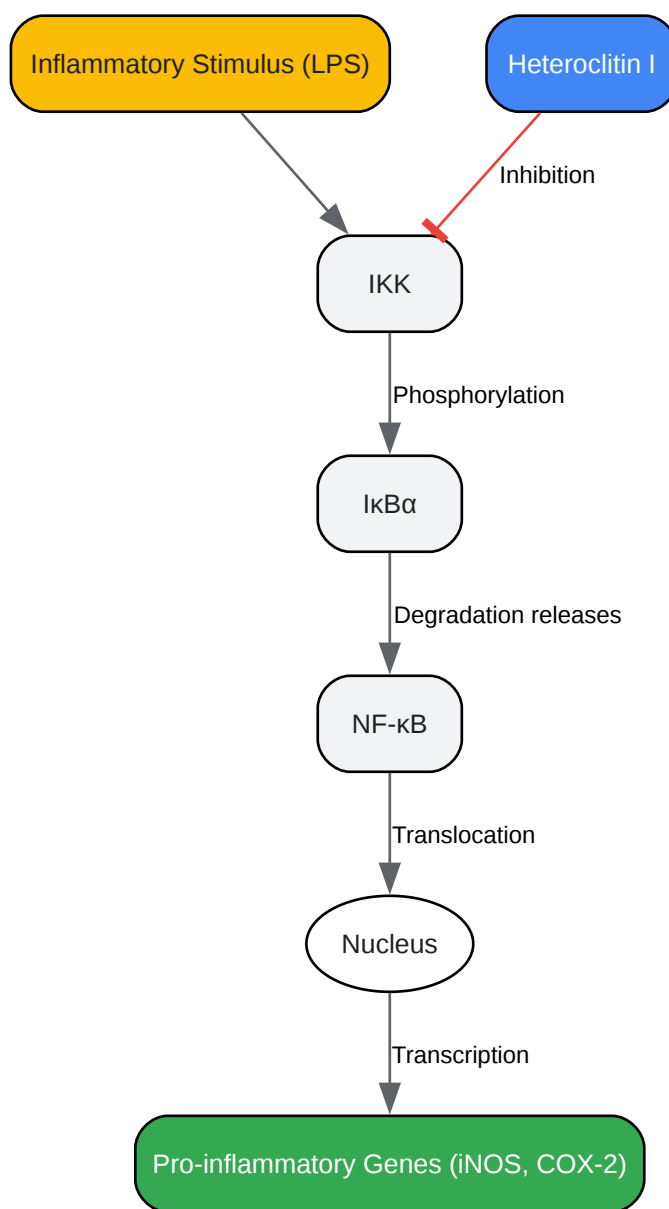 Inflammatory Stimulus (LPS)
Heteroclitin I
Inhibition
IKK
Phosphorylation
IκBα
Degradation releases
NF-κB
Translocation
Nucleus
Transcription
Pro-inflammatory Genes (iNOS, COX-2)